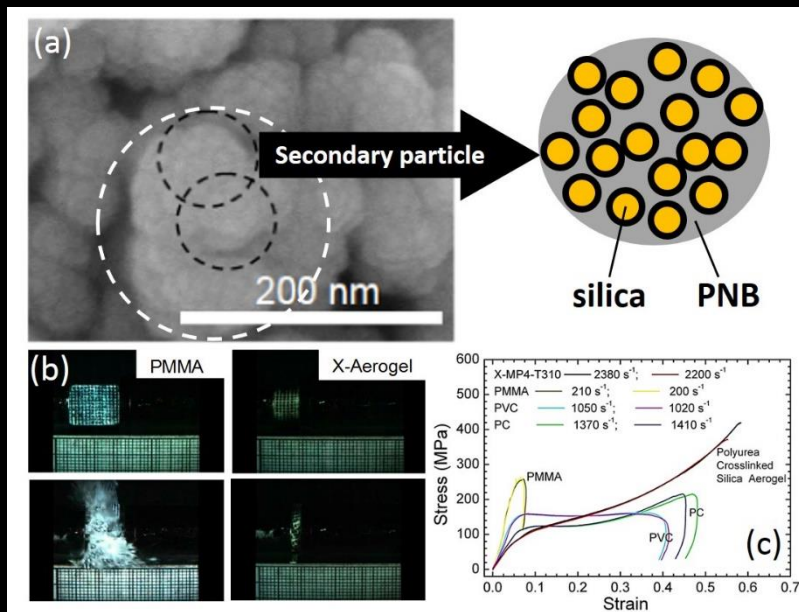 (a)
Secondary particle
200 nm
silica
PNB
(b)
PMMA
X-Aerogel
600
500
400
300
200
100
0
Stress (MPa)
X-MP4-T310 2380 s⁻¹; 2200 s⁻¹
PMMA 210 s⁻¹; 200 s⁻¹
PVC 1050 s⁻¹; 1020 s⁻¹
PC 1370 s⁻¹; 1410 s⁻¹
PMMA
Polyurea
Crosslinked
Silica Aerogel
PC
PVC
(c)
0.0 0.1 0.2 0.3 0.4 0.5 0.6 0.7
Strain